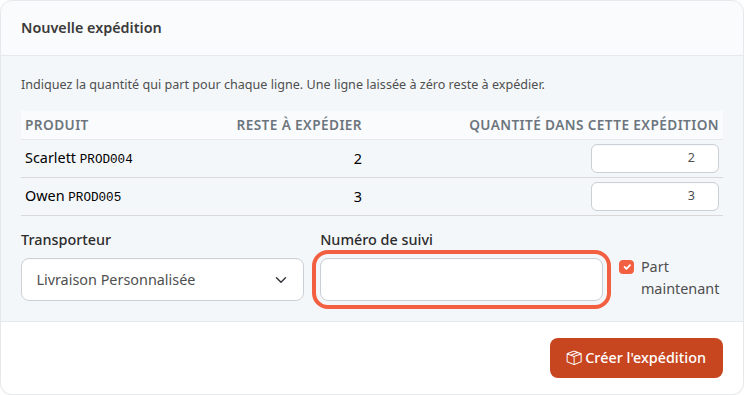 Nouvelle expédition
Indiquez la quantité qui part pour chaque ligne. Une ligne laissée à zéro reste à expédier.
PRODUIT RESTE À EXPÉDIER QUANTITÉ DANS CETTE EXPÉDITION
Scarlett PROD004 2 2
Owen PROD005 3 3
Transporteur Numéro de suivi
Livraison Personnalisée Part maintenant
Créer l'expédition